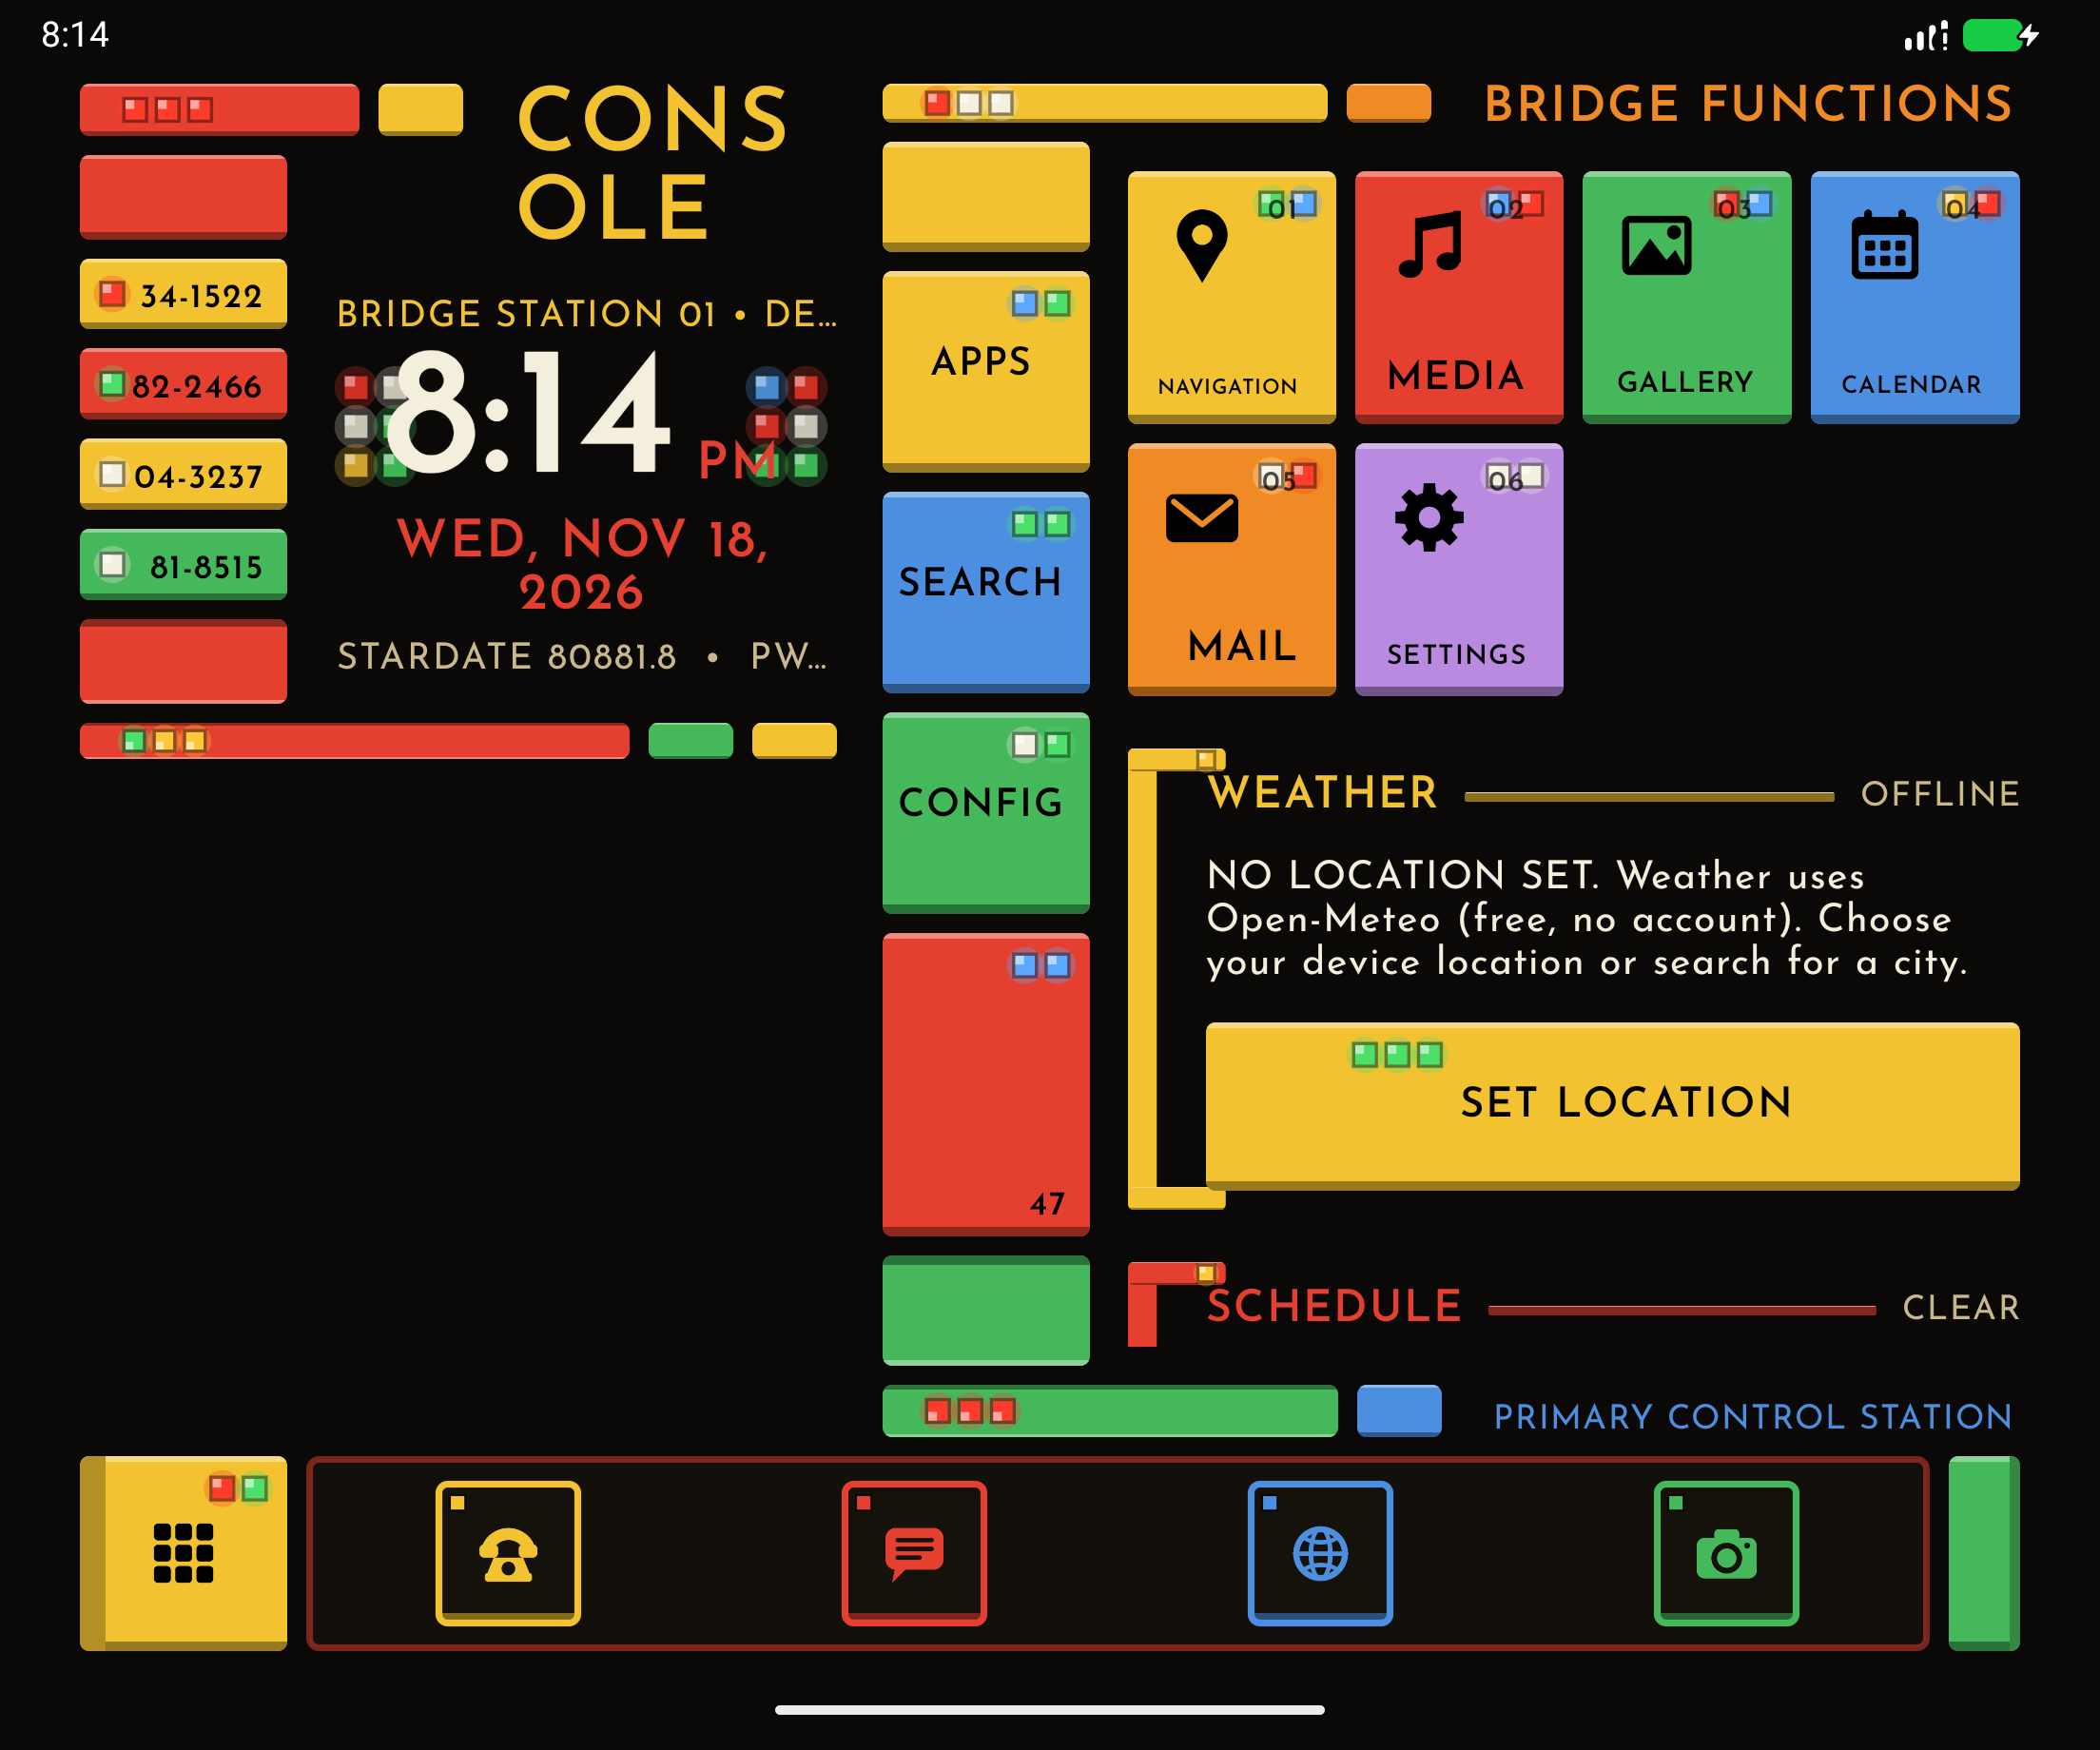 8:14
CONS
OLE
34-1522
82-2466
04-3237
81-8515
BRIDGE STATION 01 • DE...
8:14 PM
WED, NOV 18,
2026
STARDATE 80881.8 • PW...
BRIDGE FUNCTIONS
APPS
SEARCH
CONFIG
47
01
NAVIGATION
02
MEDIA
03
GALLERY
04
CALENDAR
05
MAIL
06
SETTINGS
WEATHER
OFFLINE
NO LOCATION SET. Weather uses
Open-Meteo (free, no account). Choose
your device location or search for a city.
SET LOCATION
SCHEDULE
CLEAR
PRIMARY CONTROL STATION